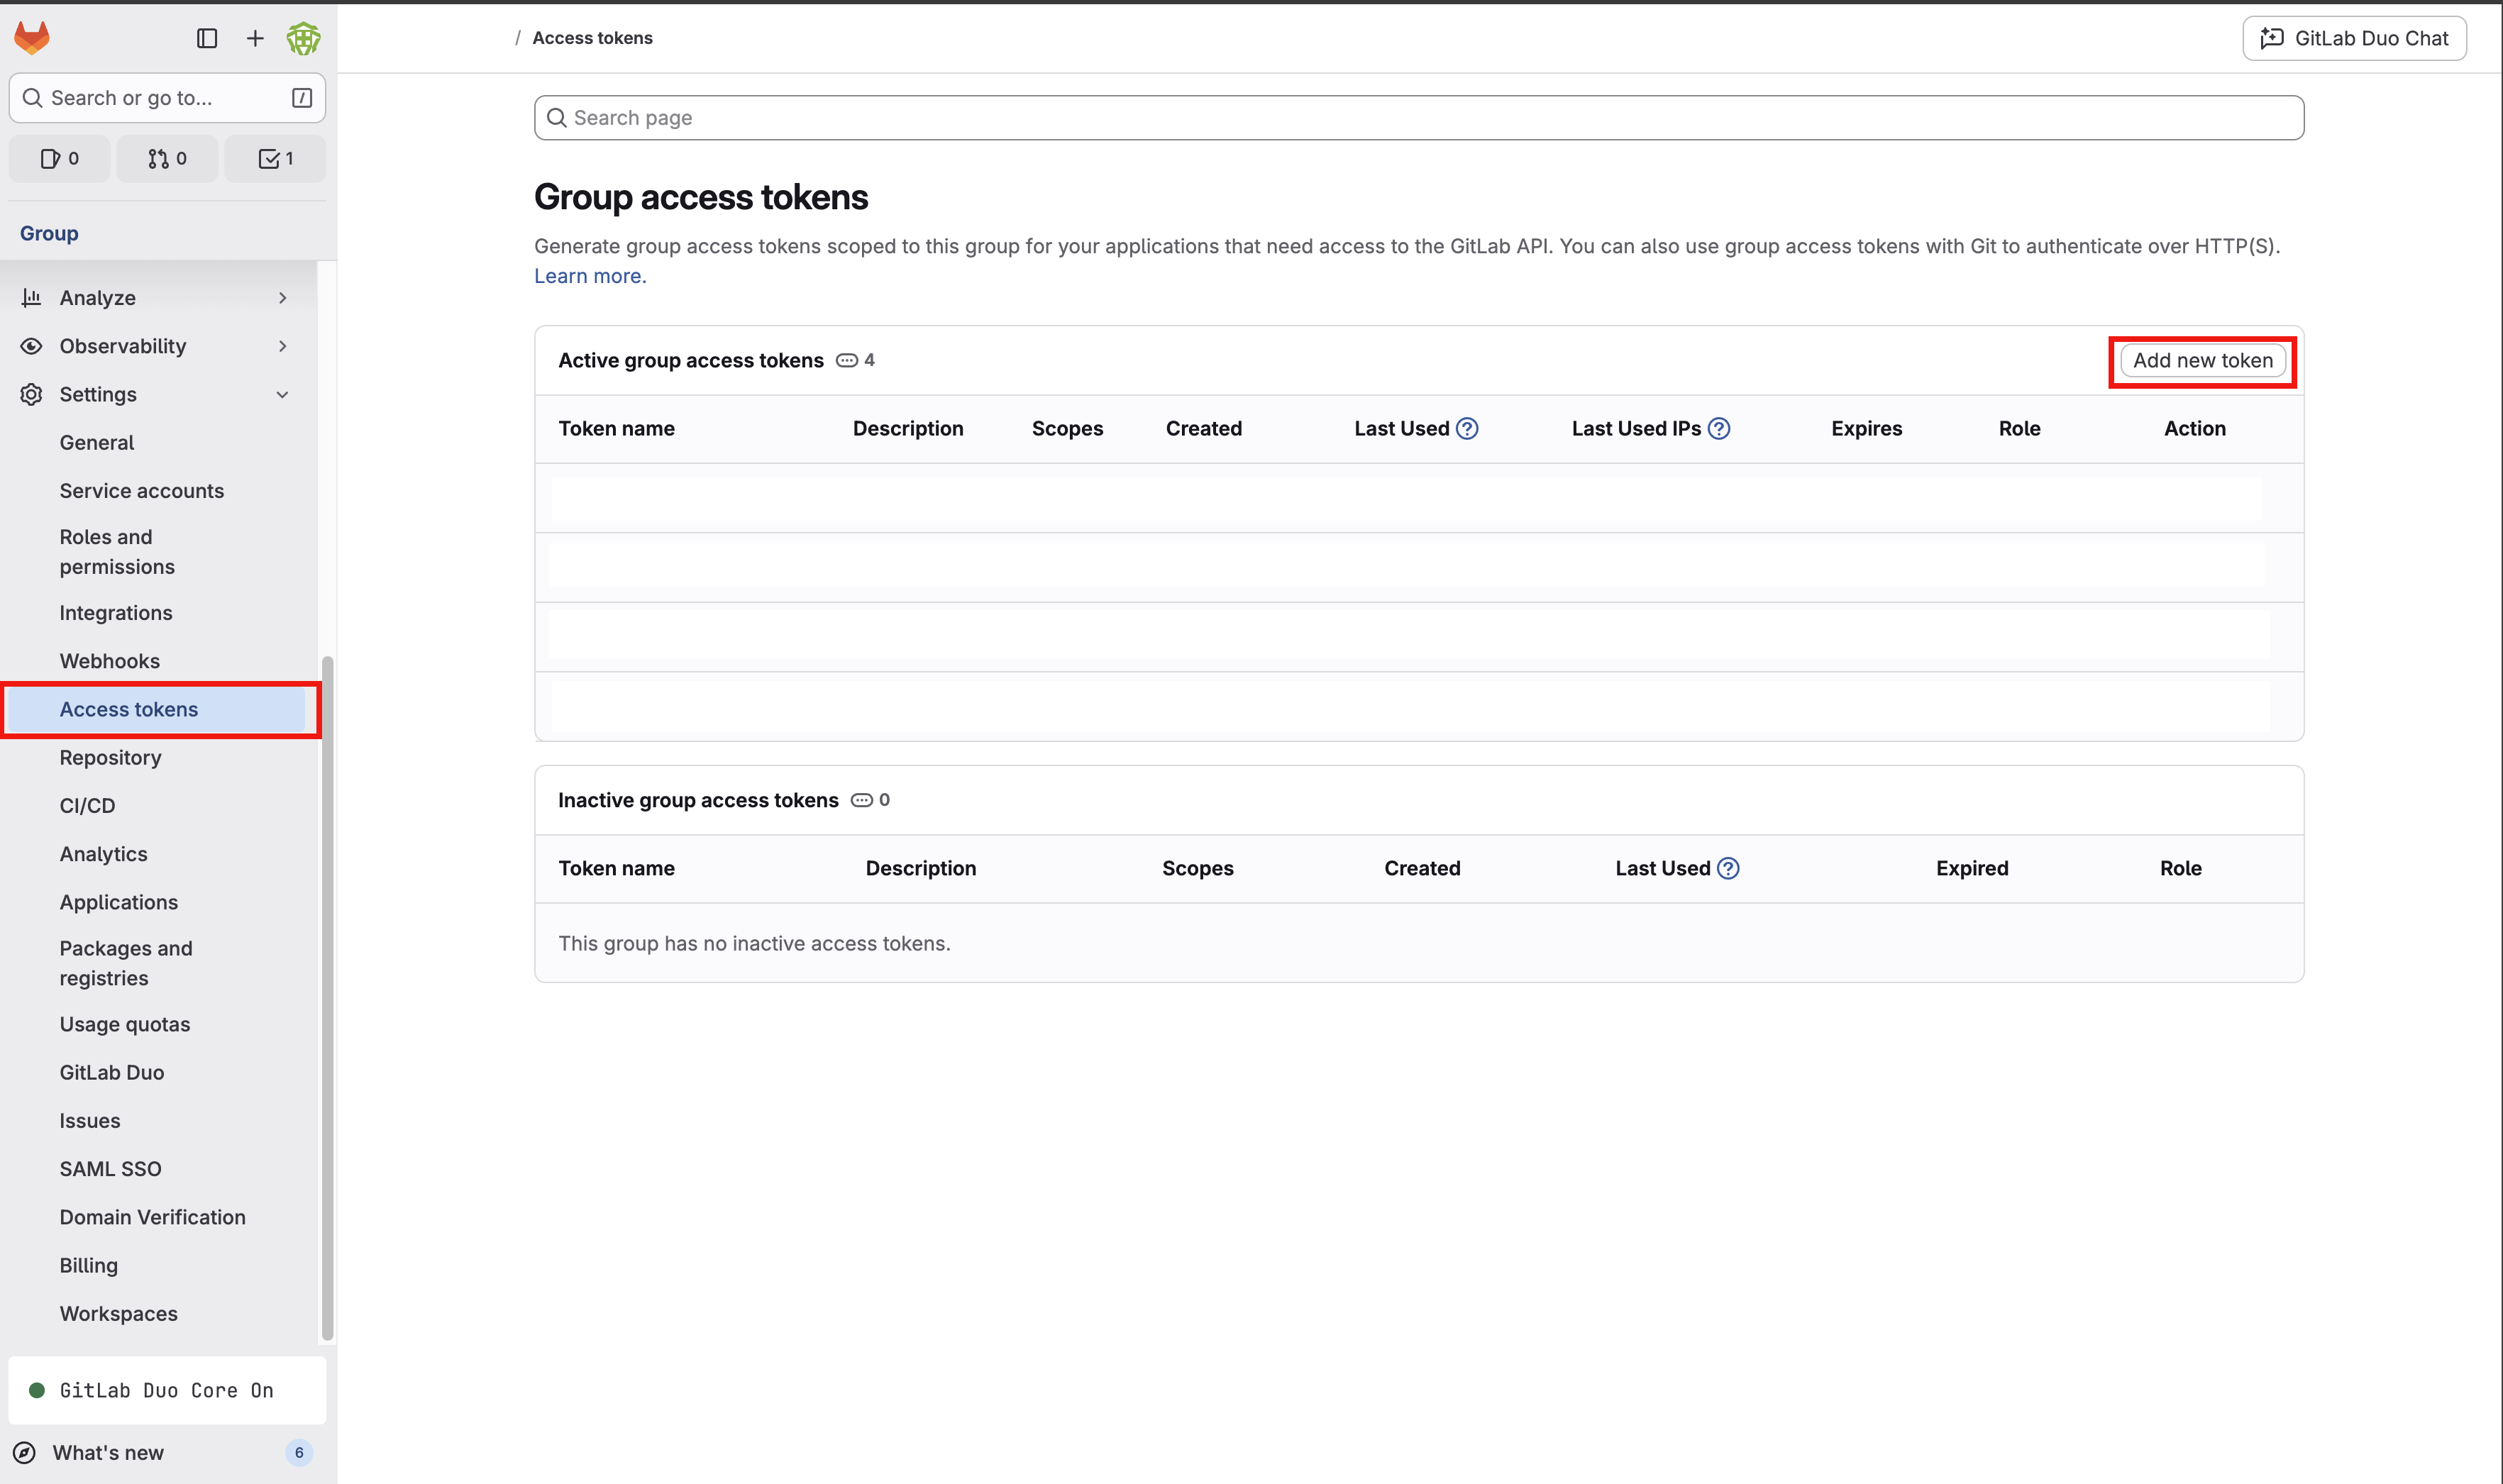 / Access tokens
GitLab Duo Chat
Search or go to...
/
0
0
1
Group
Analyze
Observability
Settings
General
Service accounts
Roles and
permissions
Integrations
Webhooks
Access tokens
Repository
CI/CD
Analytics
Applications
Packages and
registries
Usage quotas
GitLab Duo
Issues
SAML SSO
Domain Verification
Billing
Workspaces
GitLab Duo Core On
What's new 6
Search page
Group access tokens
Generate group access tokens scoped to this group for your applications that need access to the GitLab API. You can also use group access tokens with Git to authenticate over HTTP(S).
Learn more.
Active group access tokens 4
Add new token
Token name Description Scopes Created Last Used ? Last Used IPs ? Expires Role Action
Inactive group access tokens 0
Token name Description Scopes Created Last Used ? Expired Role
This group has no inactive access tokens.